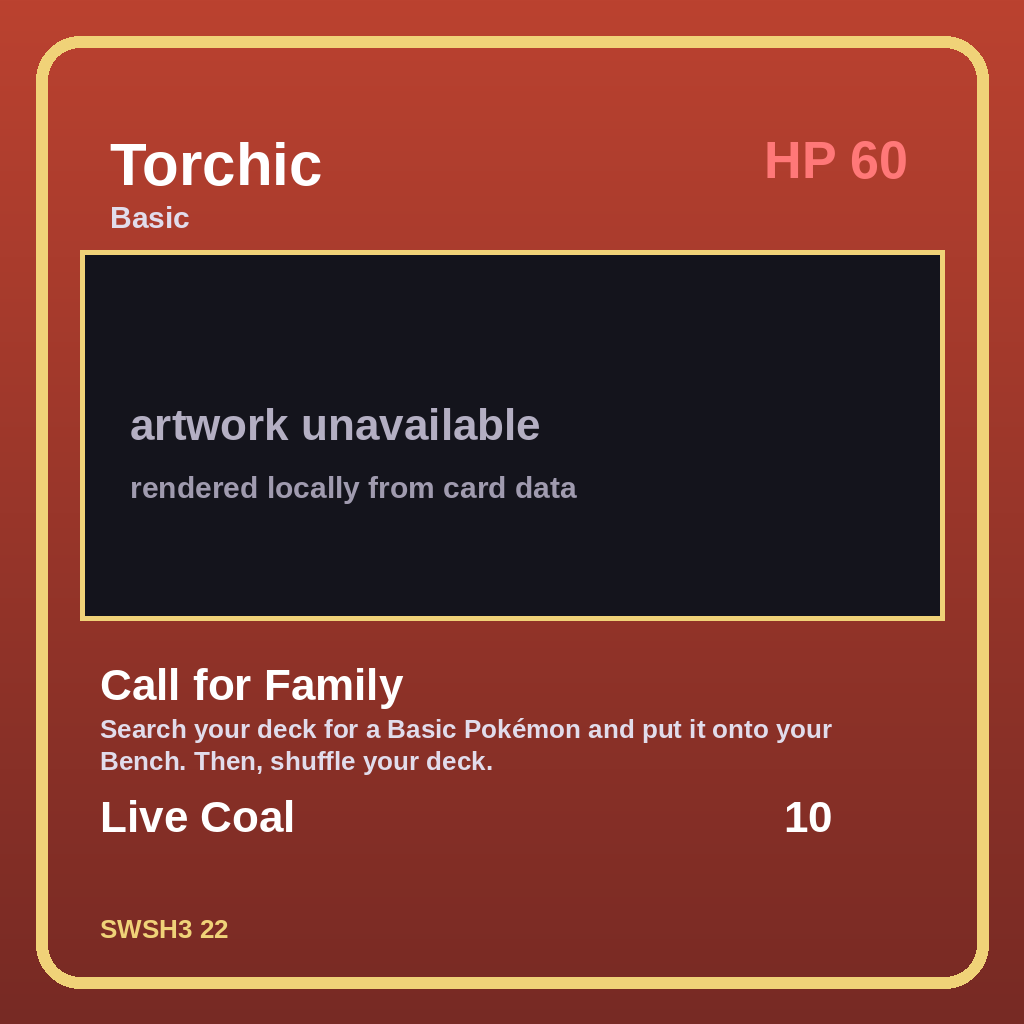 Torchic
HP 60
Basic
artwork unavailable
rendered locally from card data
Call for Family
Search your deck for a Basic Pokémon and put it onto your
Bench. Then, shuffle your deck.
Live Coal 10
SWSH3 22